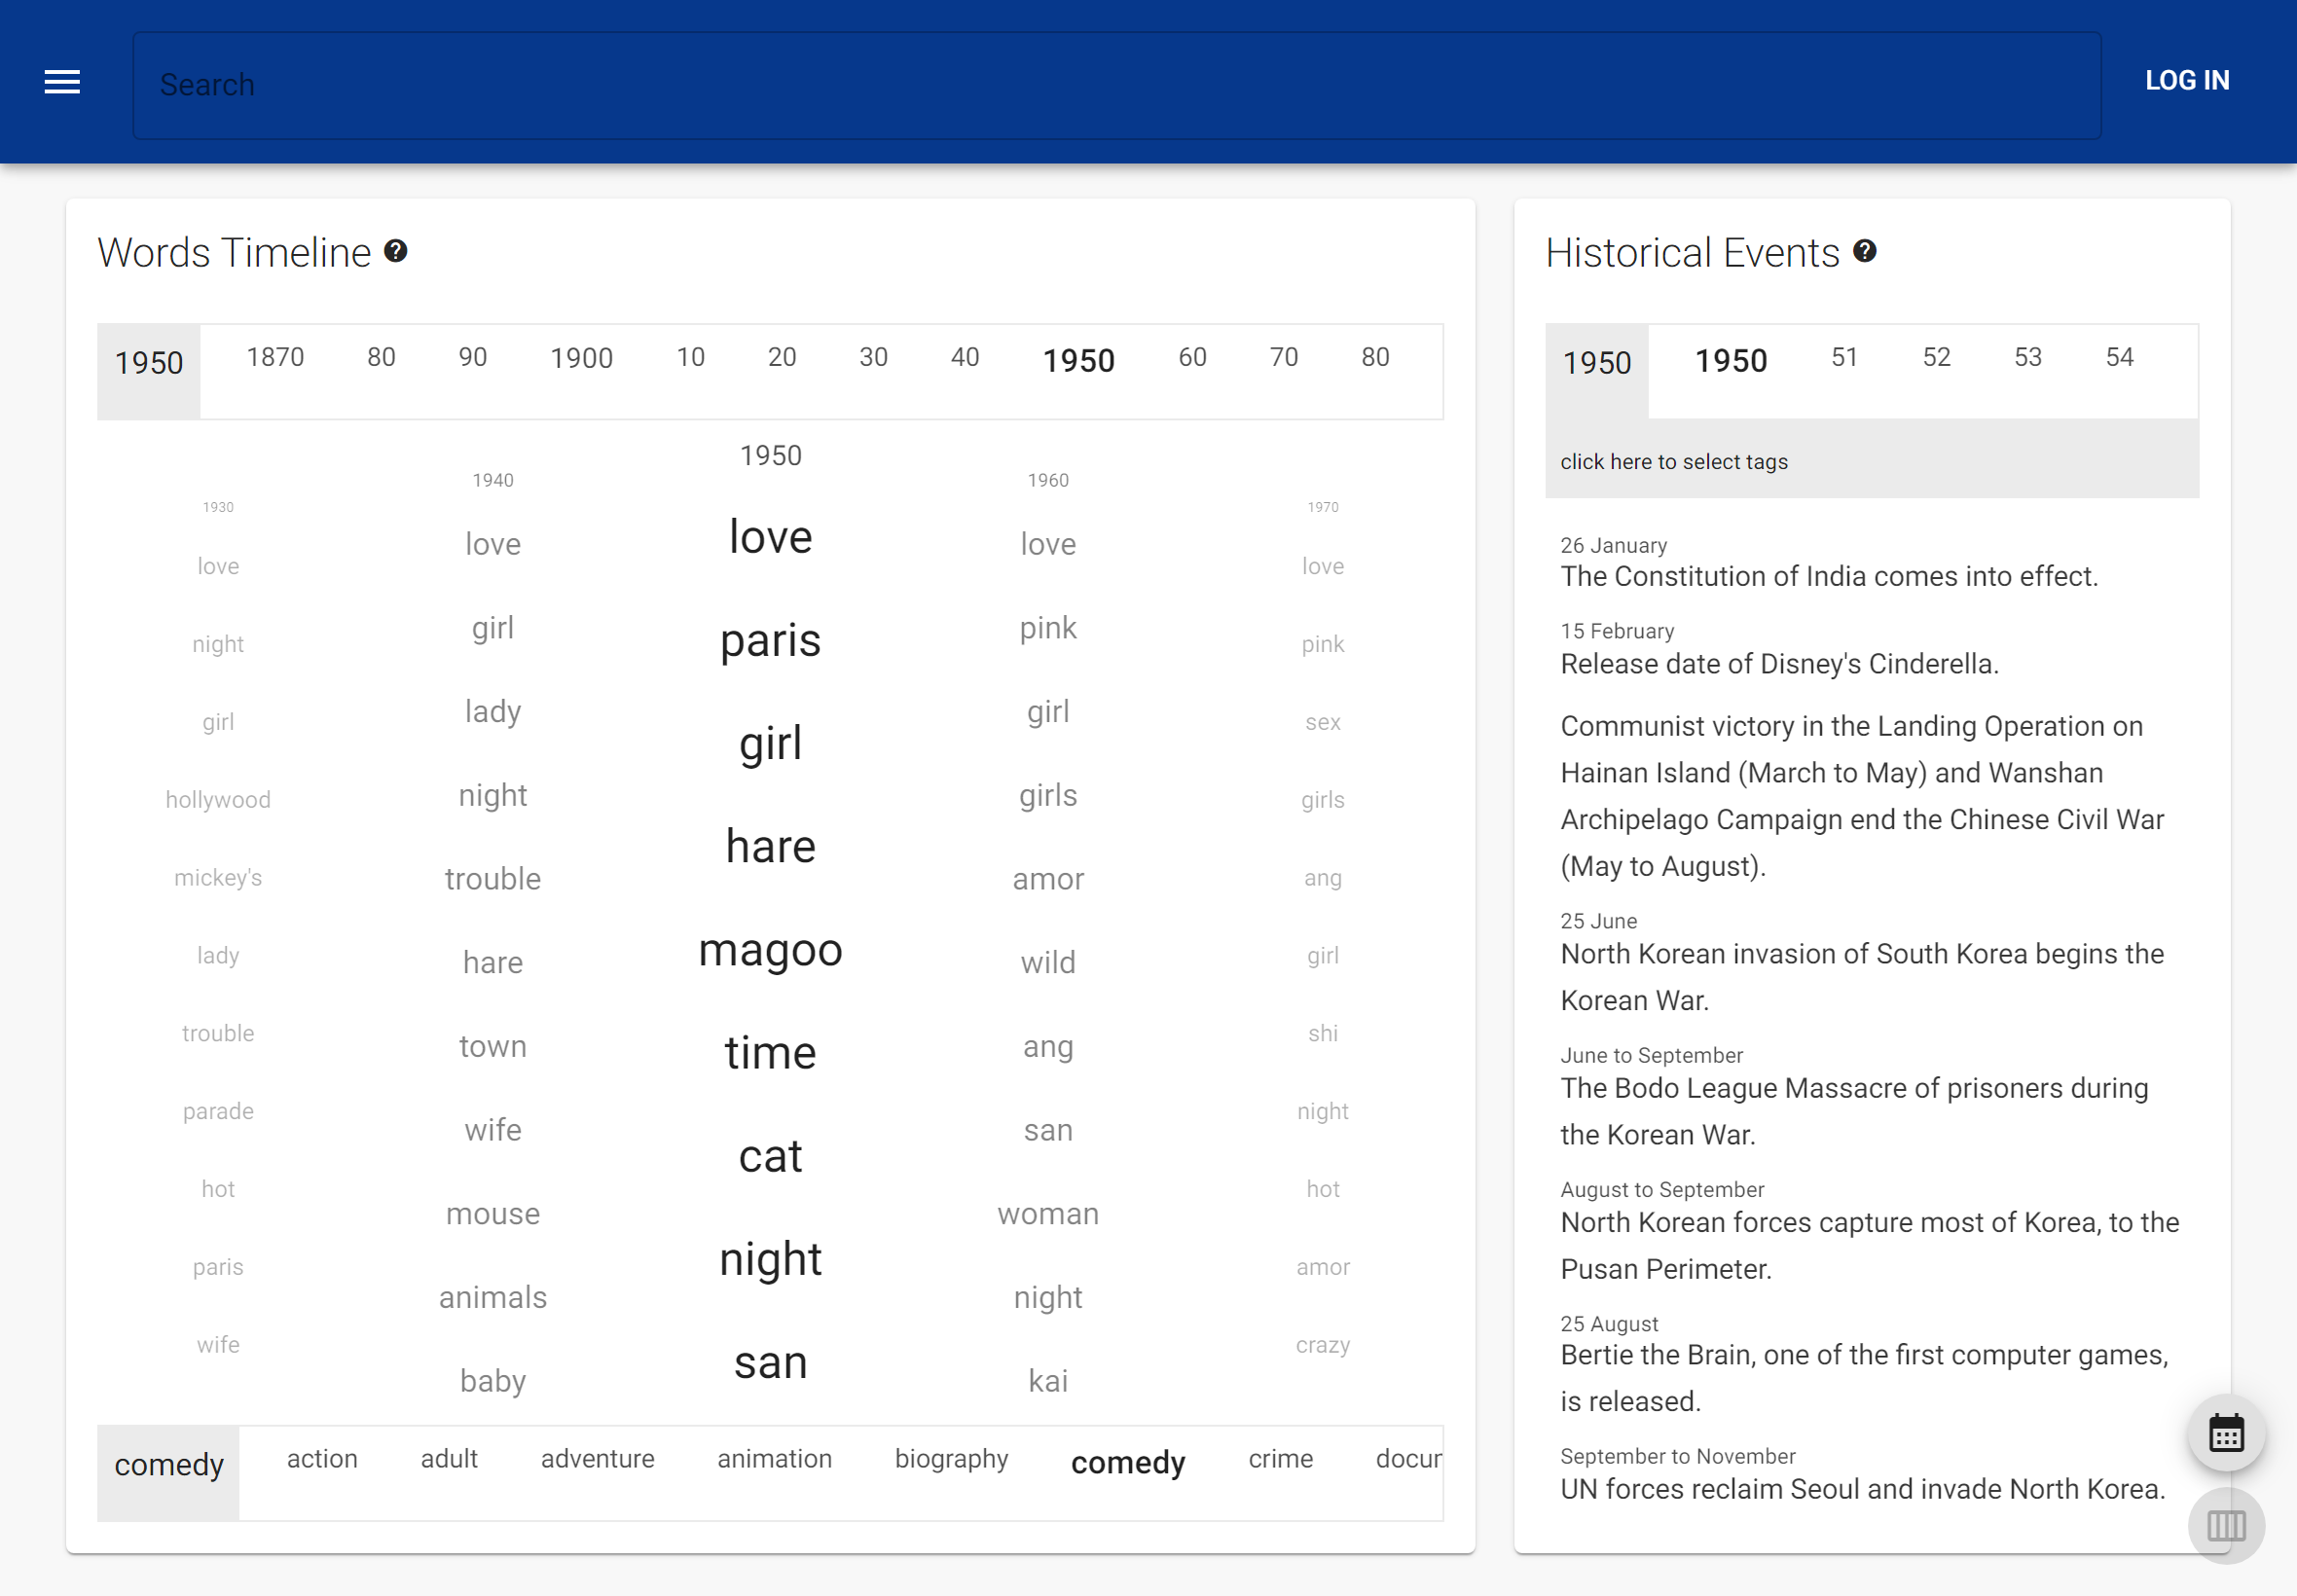 Search
LOG IN
Words Timeline
1950 1870 80 90 1900 10 20 30 40 1950 60 70 80
1930
love
night
girl
hollywood
mickey's
lady
trouble
parade
hot
paris
wife
1940
love
girl
lady
night
trouble
hare
town
wife
mouse
animals
baby
1950
love
paris
girl
hare
magoo
time
cat
night
san
1960
love
pink
girl
girls
amor
wild
ang
san
woman
night
kai
1970
love
pink
sex
girls
ang
girl
shi
night
hot
amor
crazy
comedy action adult adventure animation biography comedy crime docur
Historical Events
1950 1950 51 52 53 54
click here to select tags
26 January
The Constitution of India comes into effect.
15 February
Release date of Disney's Cinderella.
Communist victory in the Landing Operation on
Hainan Island (March to May) and Wanshan
Archipelago Campaign end the Chinese Civil War
(May to August).
25 June
North Korean invasion of South Korea begins the
Korean War.
June to September
The Bodo League Massacre of prisoners during
the Korean War.
August to September
North Korean forces capture most of Korea, to the
Pusan Perimeter.
25 August
Bertie the Brain, one of the first computer games,
is released.
September to November
UN forces reclaim Seoul and invade North Korea.